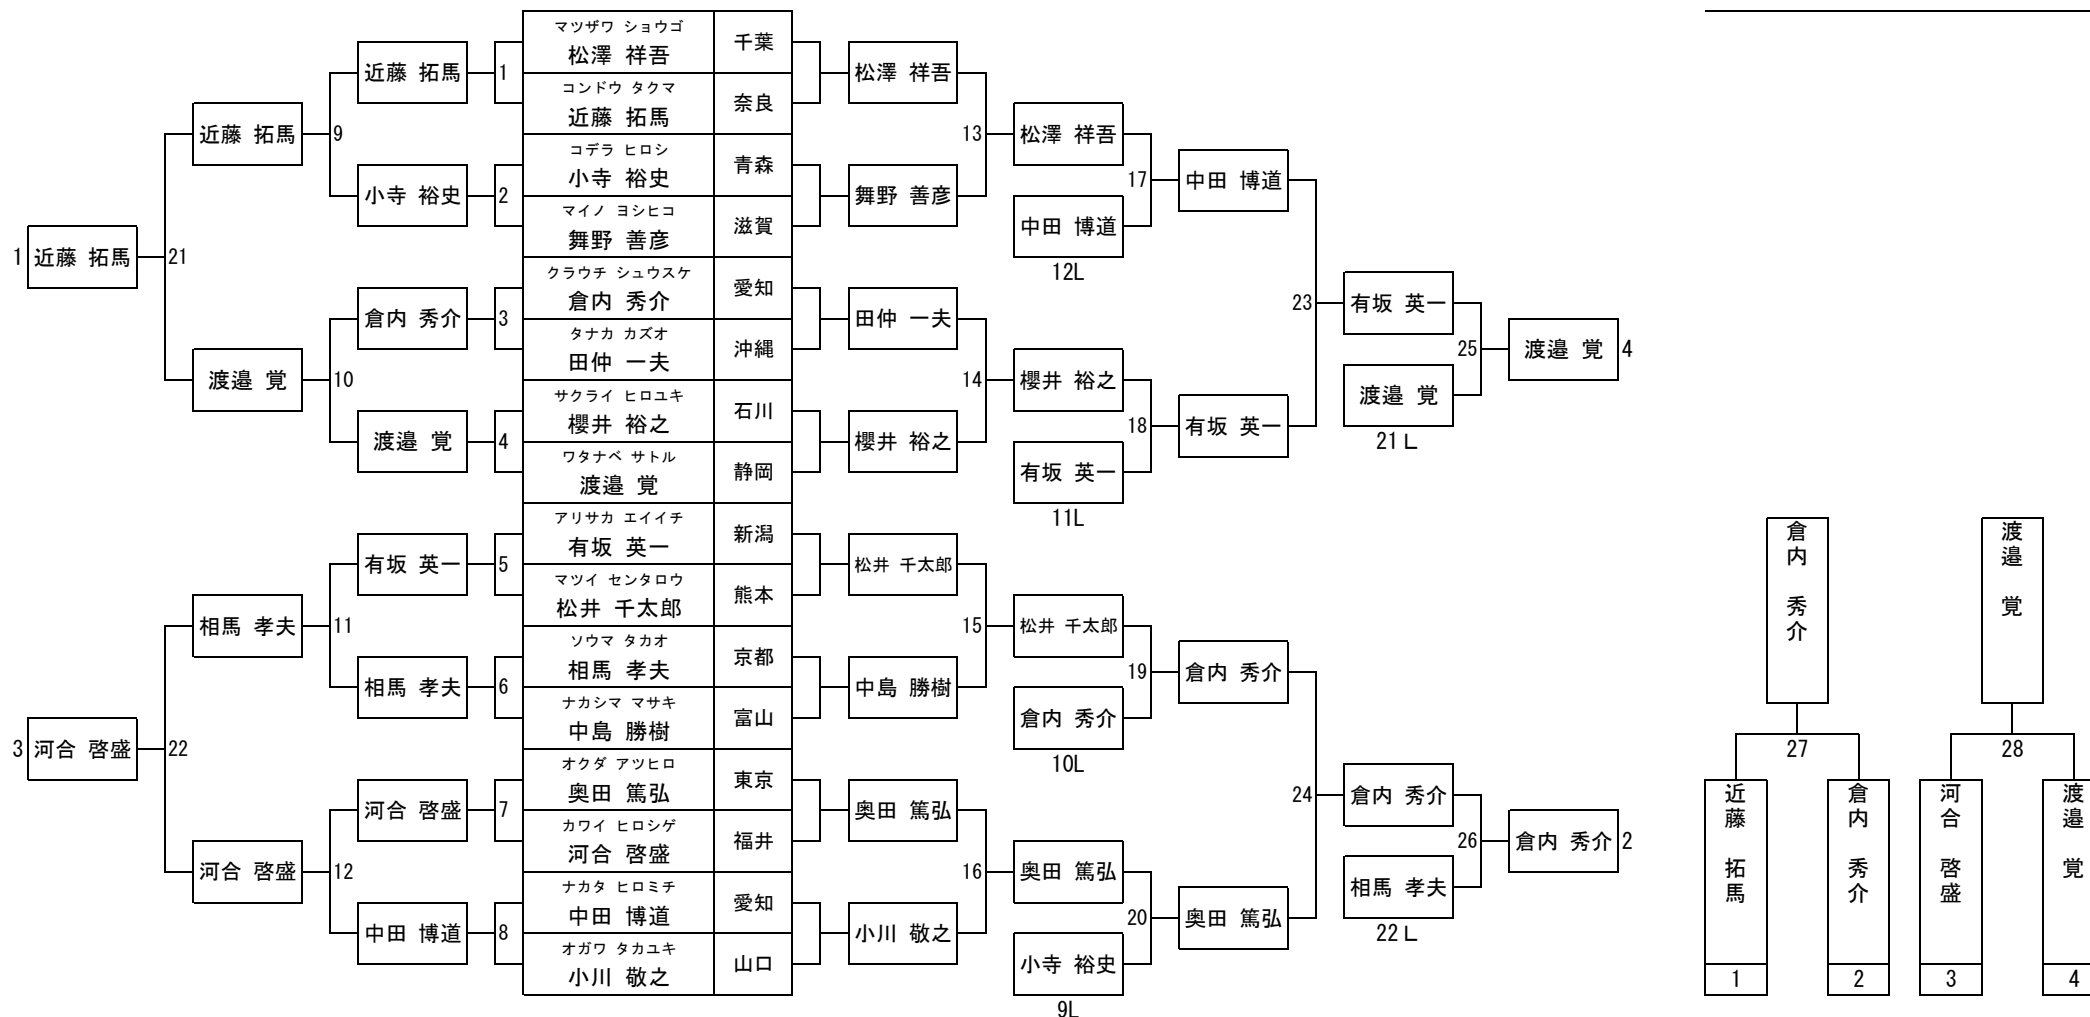 マツザワ ショウゴ
松澤 祥吾 千葉
コンドウ タクマ
近藤 拓馬 奈良
コデラ ヒロシ
小寺 裕史 青森
マイノ ヨシヒコ
舞野 善彦 滋賀
クラウチ シュウスケ
倉内 秀介 愛知
タナカ カズオ
田仲 一夫 沖縄
サクライ ヒロユキ
櫻井 裕之 石川
ワタナベ サトル
渡邉 覚 静岡
アリサカ エイイチ
有坂 英一 新潟
マツイ センタロウ
松井 千太郎 熊本
ソウマ タカオ
相馬 孝夫 京都
ナカシマ マサキ
中島 勝樹 富山
オクダ アツヒロ
奥田 篤弘 東京
カワイ ヒロシゲ
河合 啓盛 福井
ナカタ ヒロミチ
中田 博道 愛知
オガワ タカユキ
小川 敬之 山口
近藤 拓馬 1
小寺 裕史 2
倉内 秀介 3
渡邉 覚 4
有坂 英一 5
相馬 孝夫 6
河合 啓盛 7
中田 博道 8
近藤 拓馬 9
渡邉 覚 10
相馬 孝夫 11
河合 啓盛 12
1 近藤 拓馬 21
3 河合 啓盛 22
松澤 祥吾
舞野 善彦
田仲 一夫
櫻井 裕之
松井 千太郎
中島 勝樹
奥田 篤弘
小川 敬之
13 松澤 祥吾
中田 博道
12L
14 櫻井 裕之
有坂 英一
11L
15 松井 千太郎
倉内 秀介
10L
16 奥田 篤弘
小寺 裕史
9L
17 中田 博道
18 有坂 英一
19 倉内 秀介
20 奥田 篤弘
23 有坂 英一
渡邉 覚
21 L
24 倉内 秀介
相馬 孝夫
22 L
25 渡邉 覚 4
26 倉内 秀介 2
倉内 秀介
27
近藤 拓馬
1
倉内 秀介
2
渡邉 覚
28
河合 啓盛
3
渡邉 覚
4